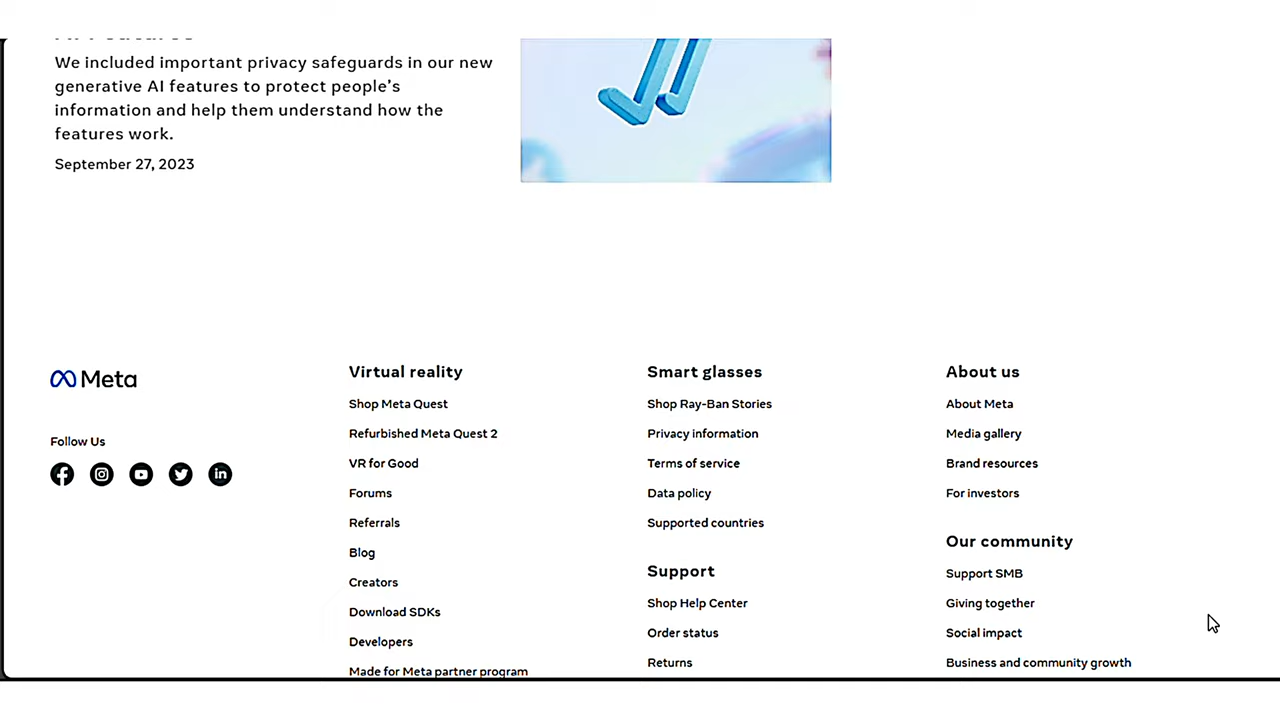 We included important privacy safeguards in our new
generative AI features to protect people's
information and help them understand how the
features work.
September 27, 2023
Meta
Follow Us
Virtual reality
Shop Meta Quest
Refurbished Meta Quest 2
VR for Good
Forums
Referrals
Blog
Creators
Download SDKs
Developers
Made for Meta partner program
Smart glasses
Shop Ray-Ban Stories
Privacy information
Terms of service
Data policy
Supported countries
Support
Shop Help Center
Order status
Returns
About us
About Meta
Media gallery
Brand resources
For investors
Our community
Support SMB
Giving together
Social impact
Business and community growth